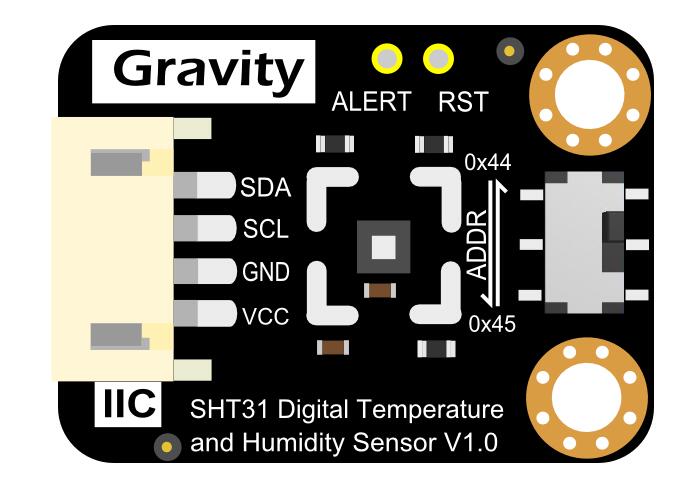 Gravity
ALERT RST
0x44
SDA
SCL
ADDR
GND
VCC
0x45
IIC
SHT31 Digital Temperature
and Humidity Sensor V1.0